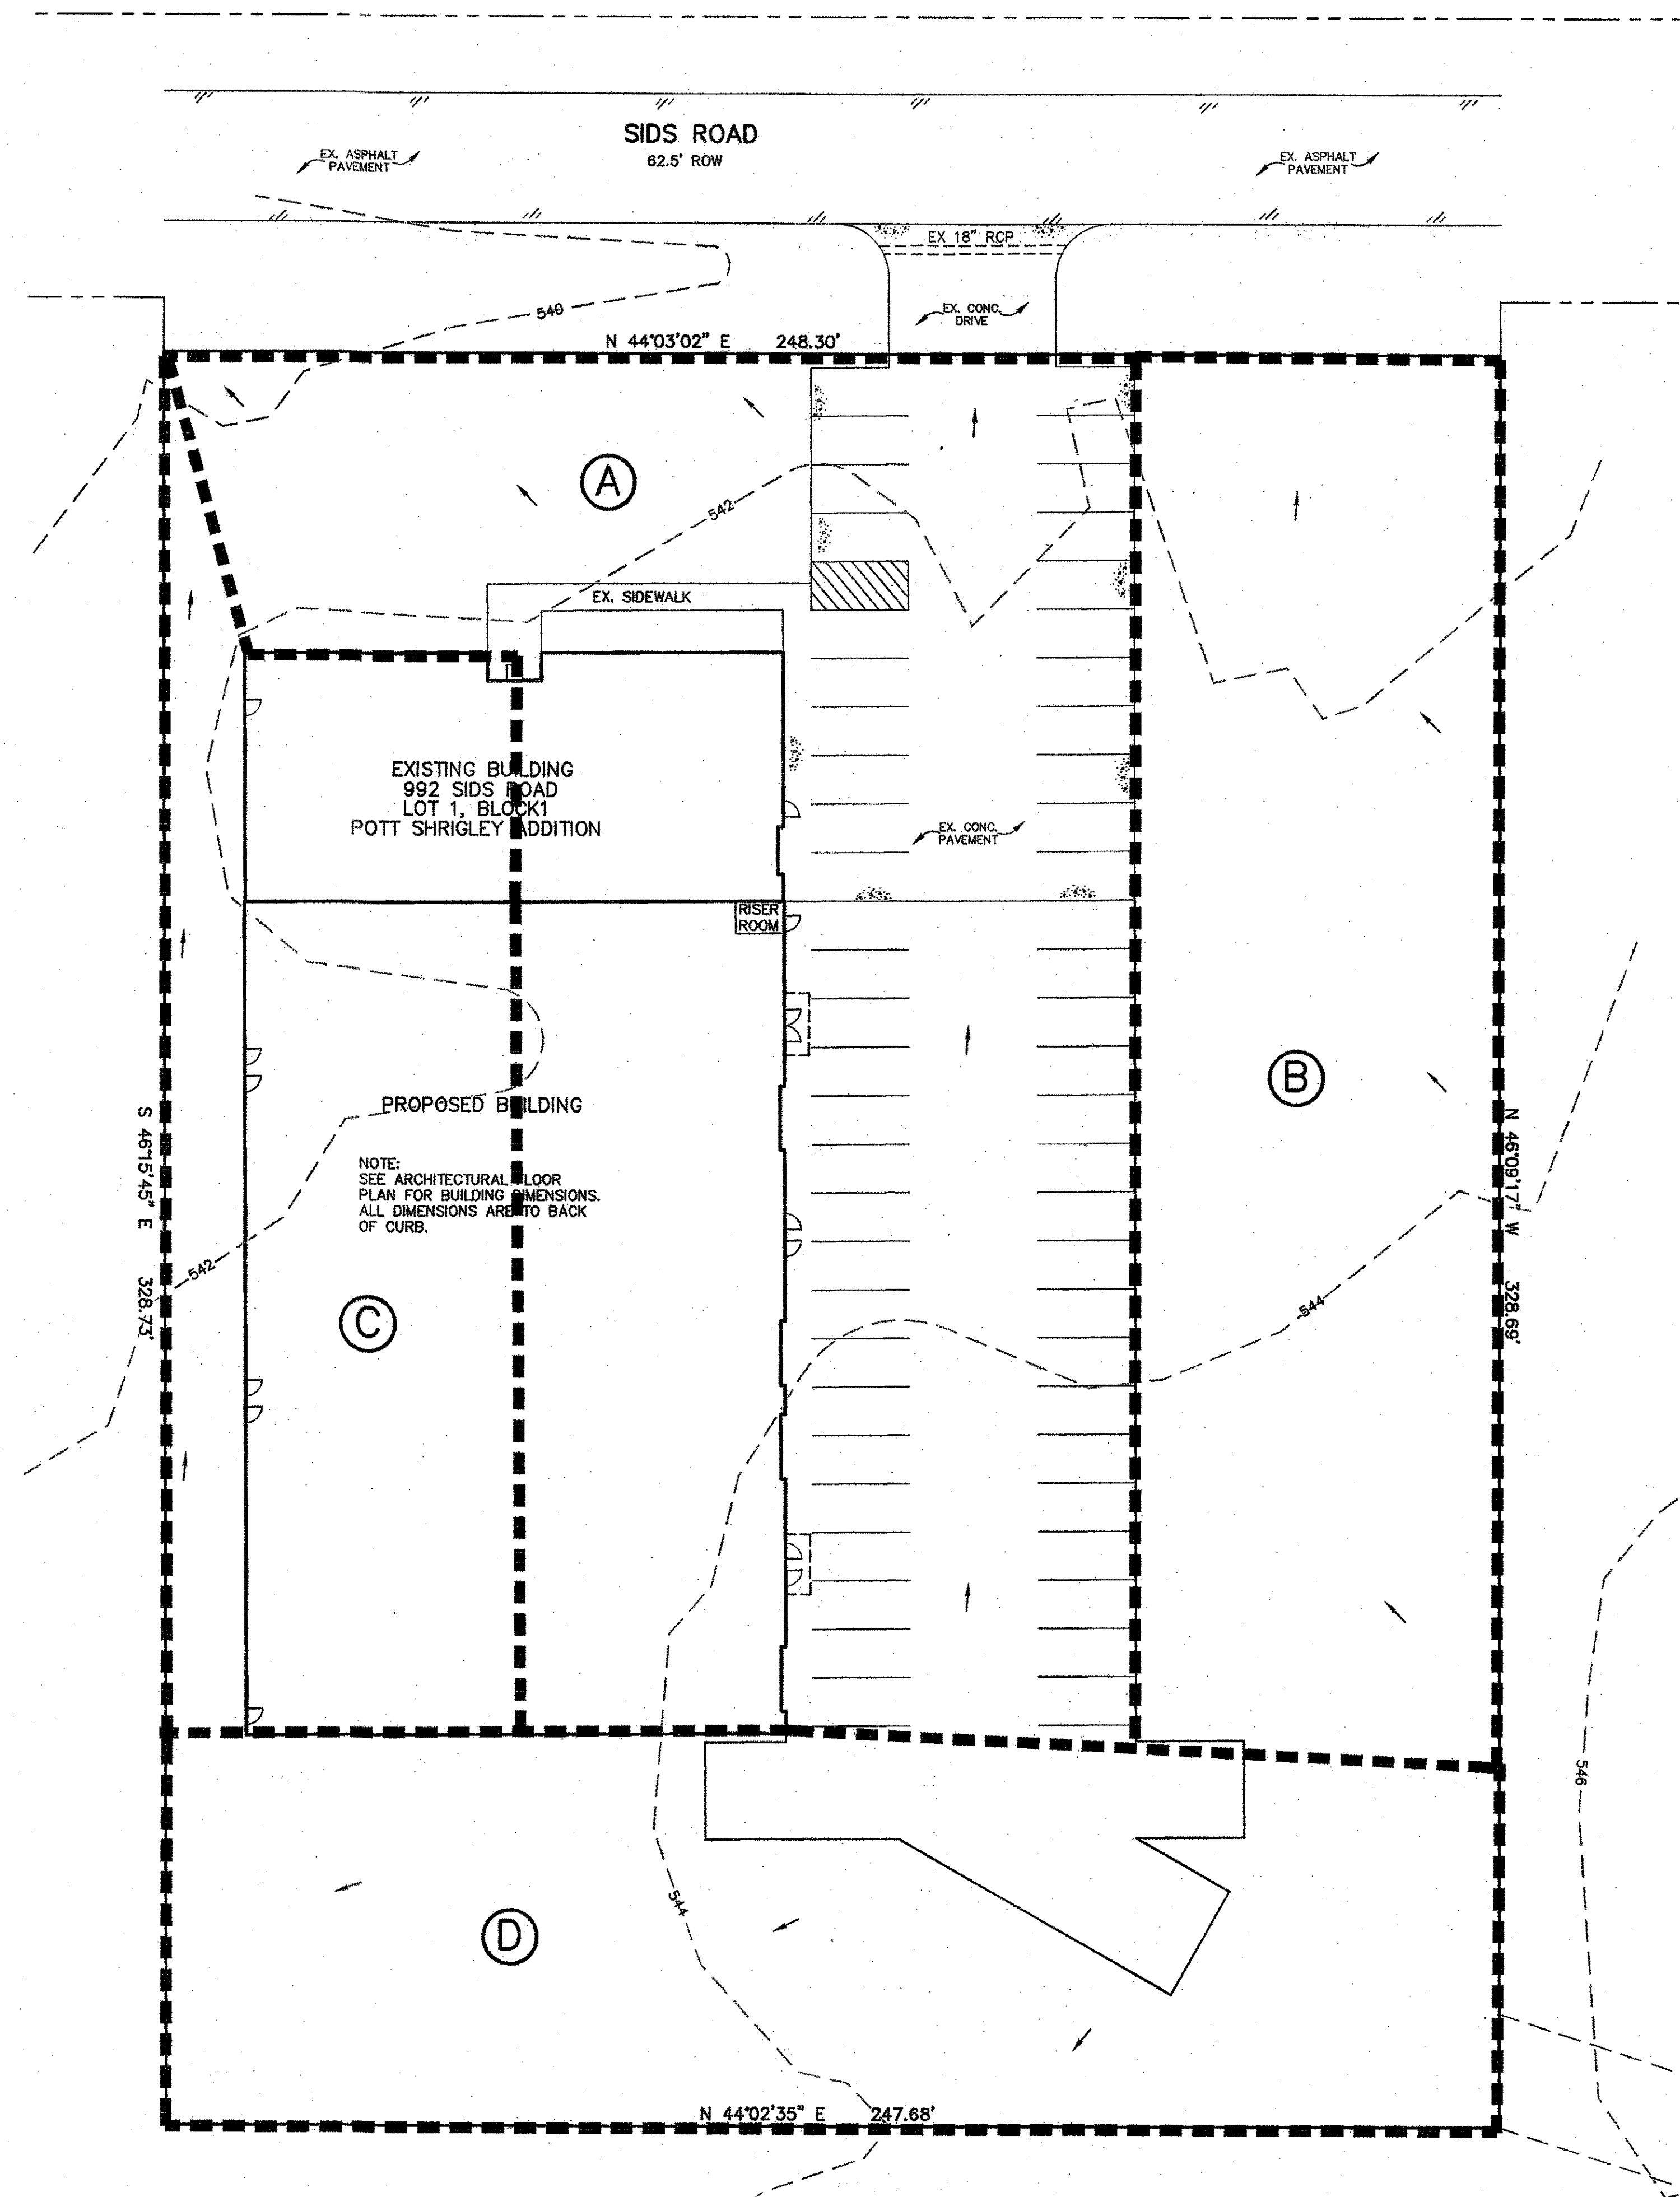 SIDS ROAD
62.5' ROW
EX. ASPHALT
PAVEMENT
EX. ASPHALT
PAVEMENT
EX 18" RCP
EX. CONC.
DRIVE
540
N 44°03'02" E 248.30'
A
542
EX. SIDEWALK
EXISTING BUILDING
992 SIDS ROAD
LOT 1, BLOCK1
POTT SHRIGLEY ADDITION
EX. CONC.
PAVEMENT
RISER
ROOM
B
PROPOSED BUILDING
NOTE:
SEE ARCHITECTURAL FLOOR
PLAN FOR BUILDING DIMENSIONS.
ALL DIMENSIONS ARE TO BACK
OF CURB.
S 46°15'45" E 328.73'
N 46°09'17" W 328.69'
542
C
544
546
544
D
N 44°02'35" E 247.68'